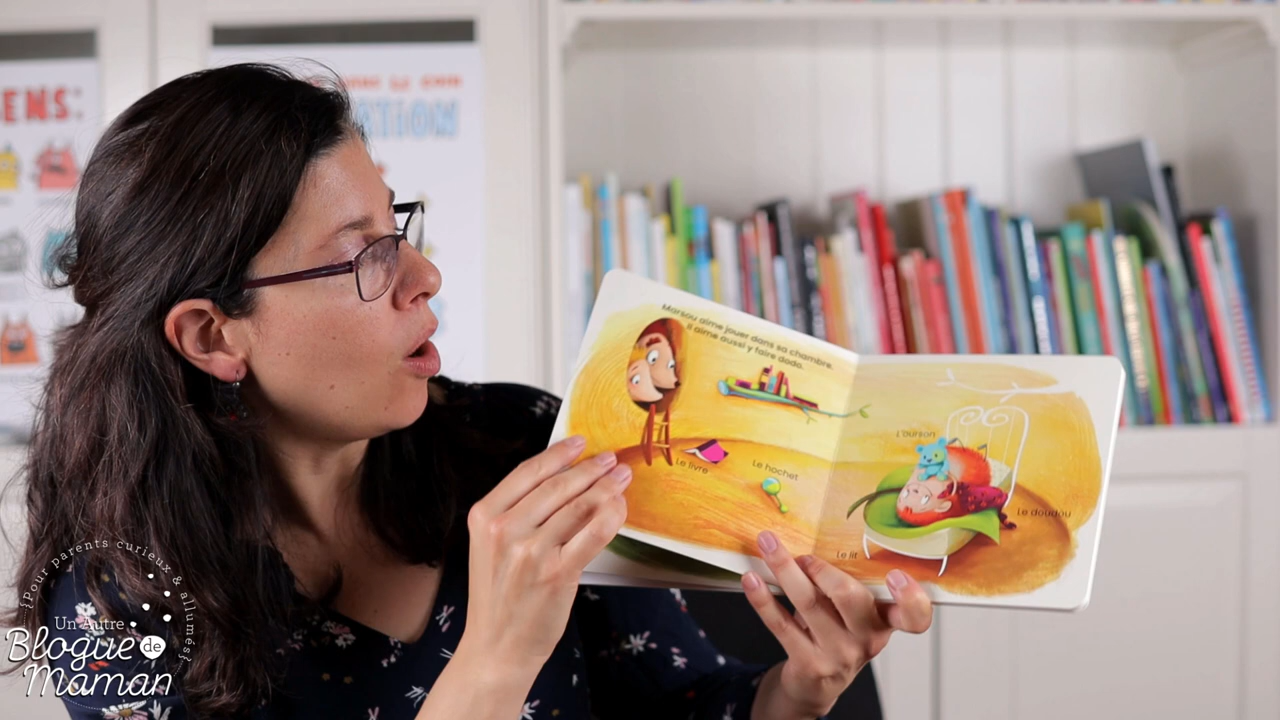 ENS:
Marsou aime jouer dans sa chambre.
Il aime aussi y faire dodo.
Le livre
Le hochet
L'ourson
Le doudou
Le lit
{Pour parents curieux & allumés}
Un Autre
Blogue de
Maman